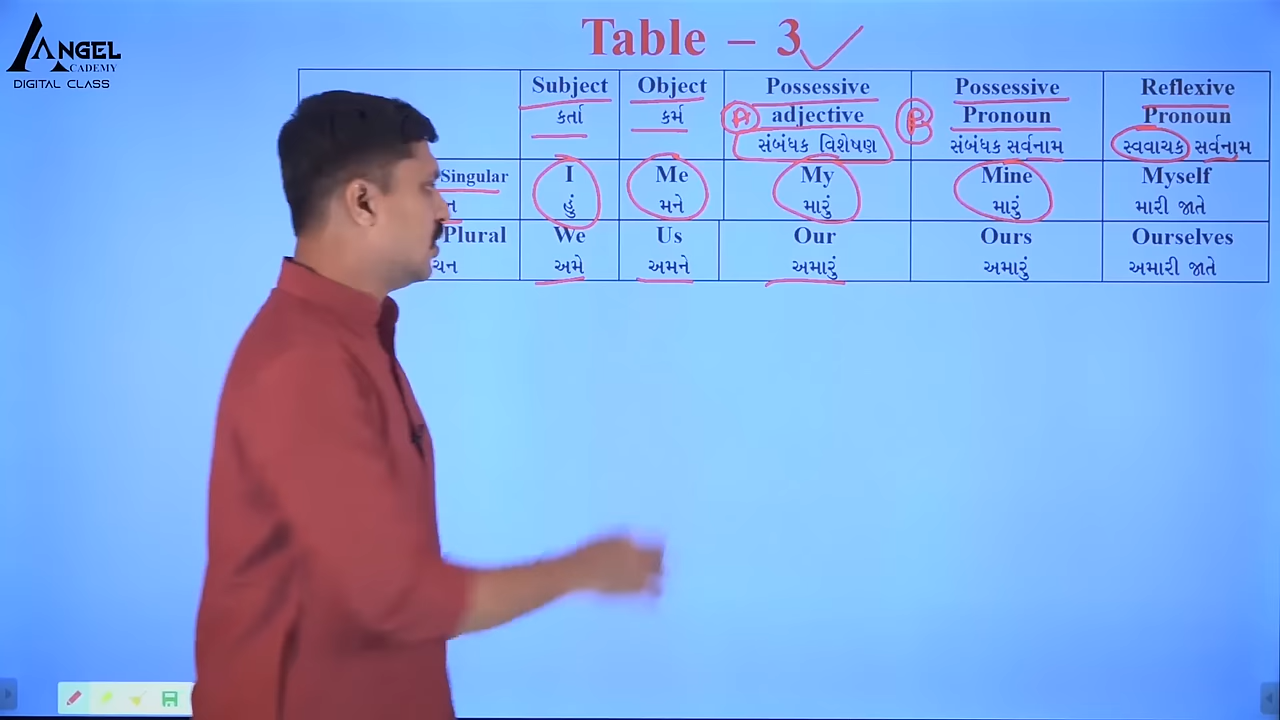 ANGEL
ACADEMY
DIGITAL CLASS
Table – 3
Subject Object Possessive Possessive Reflexive
કર્તા કર્મ A adjective B Pronoun Pronoun
સંબંધક વિશેષણ સંબંધક સર્વનામ સ્વવાચક સર્વનામ
Singular I Me My Mine Myself
હું મને મારું મારું મારી જાતે
Plural We Us Our Ours Ourselves
અમે અમને અમારું અમારું અમારી જાતે